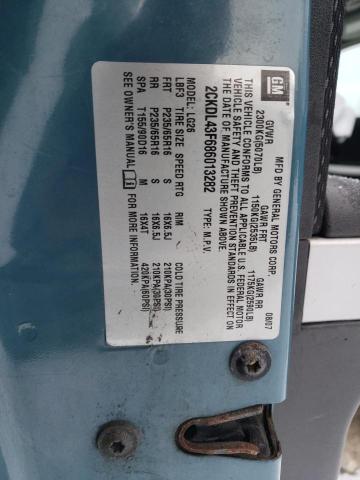 GM
MFD BY GENERAL MOTORS CORP. 08/07
GVWR GAWR FRT GAWR RR
2300KG(5070LB) 1150KG(2535LB) 1175KG(2590LB)
THIS VEHICLE CONFORMS TO ALL APPLICABLE U.S. FEDERAL MOTOR
VEHICLE SAFETY AND THEFT PREVENTION STANDARDS IN EFFECT ON
THE DATE OF MANUFACTURE SHOWN ABOVE.
2CKDL43F686013282 TYPE: M.P.V.
MODEL: LG26
LBF3 TIRE SIZE SPEED RTG RIM COLD TIRE PRESSURE
FRT P235/65R16 S 16X6.5J 210KPA(30PSI)
RR P235/65R16 S 16X6.5J 210KPA(30PSI)
SPA T155/90D16 M 16X4T 420KPA(60PSI)
SEE OWNER'S MANUAL FOR ADDITIONAL INFORMATION.